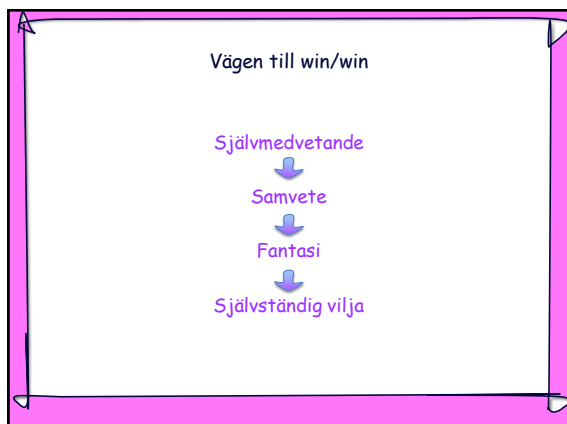 Vägen till win/win
Självmedvetande
Samvete
Fantasi
Självständig vilja